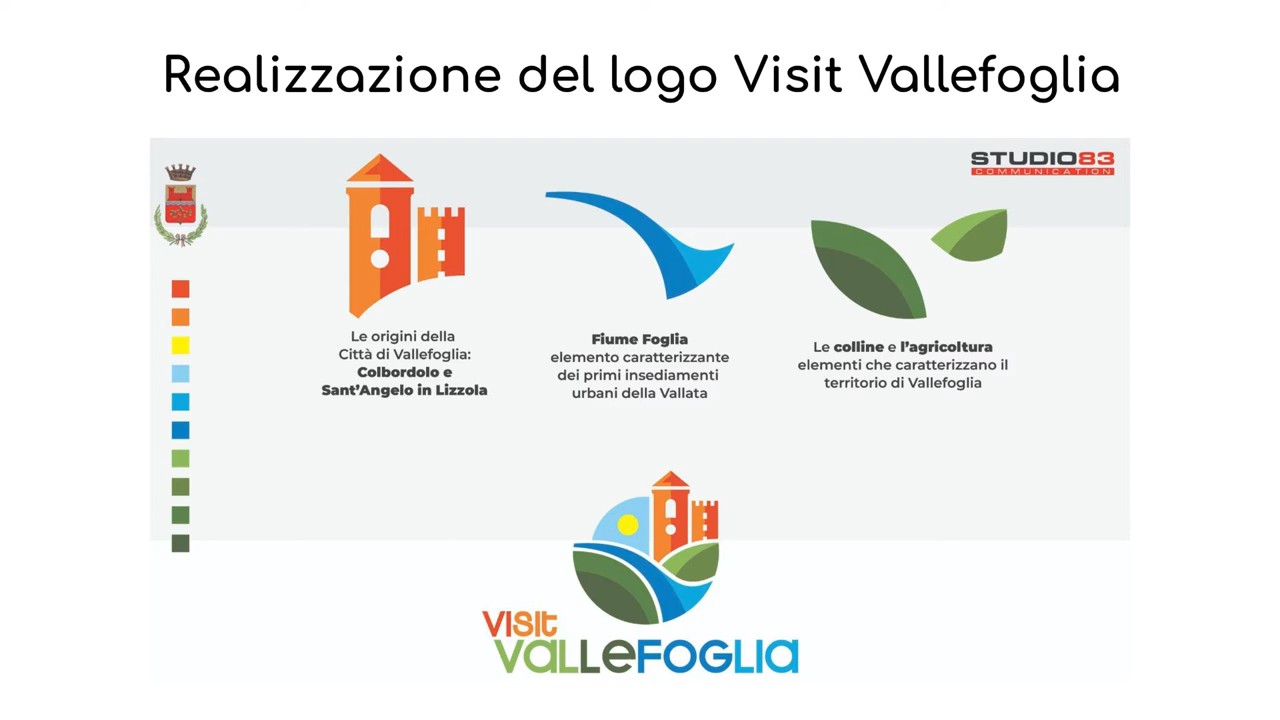 Realizzazione del logo Visit Vallefoglia
STUDIO83
COMMUNICATION
Le origini della
Città di Vallefoglia:
Colbordolo e
Sant'Angelo in Lizzola
Fiume Foglia
elemento caratterizzante
dei primi insediamenti
urbani della Vallata
Le colline e l'agricoltura
elementi che caratterizzano il
territorio di Vallefoglia
VISIT
VALLEFOGLIA